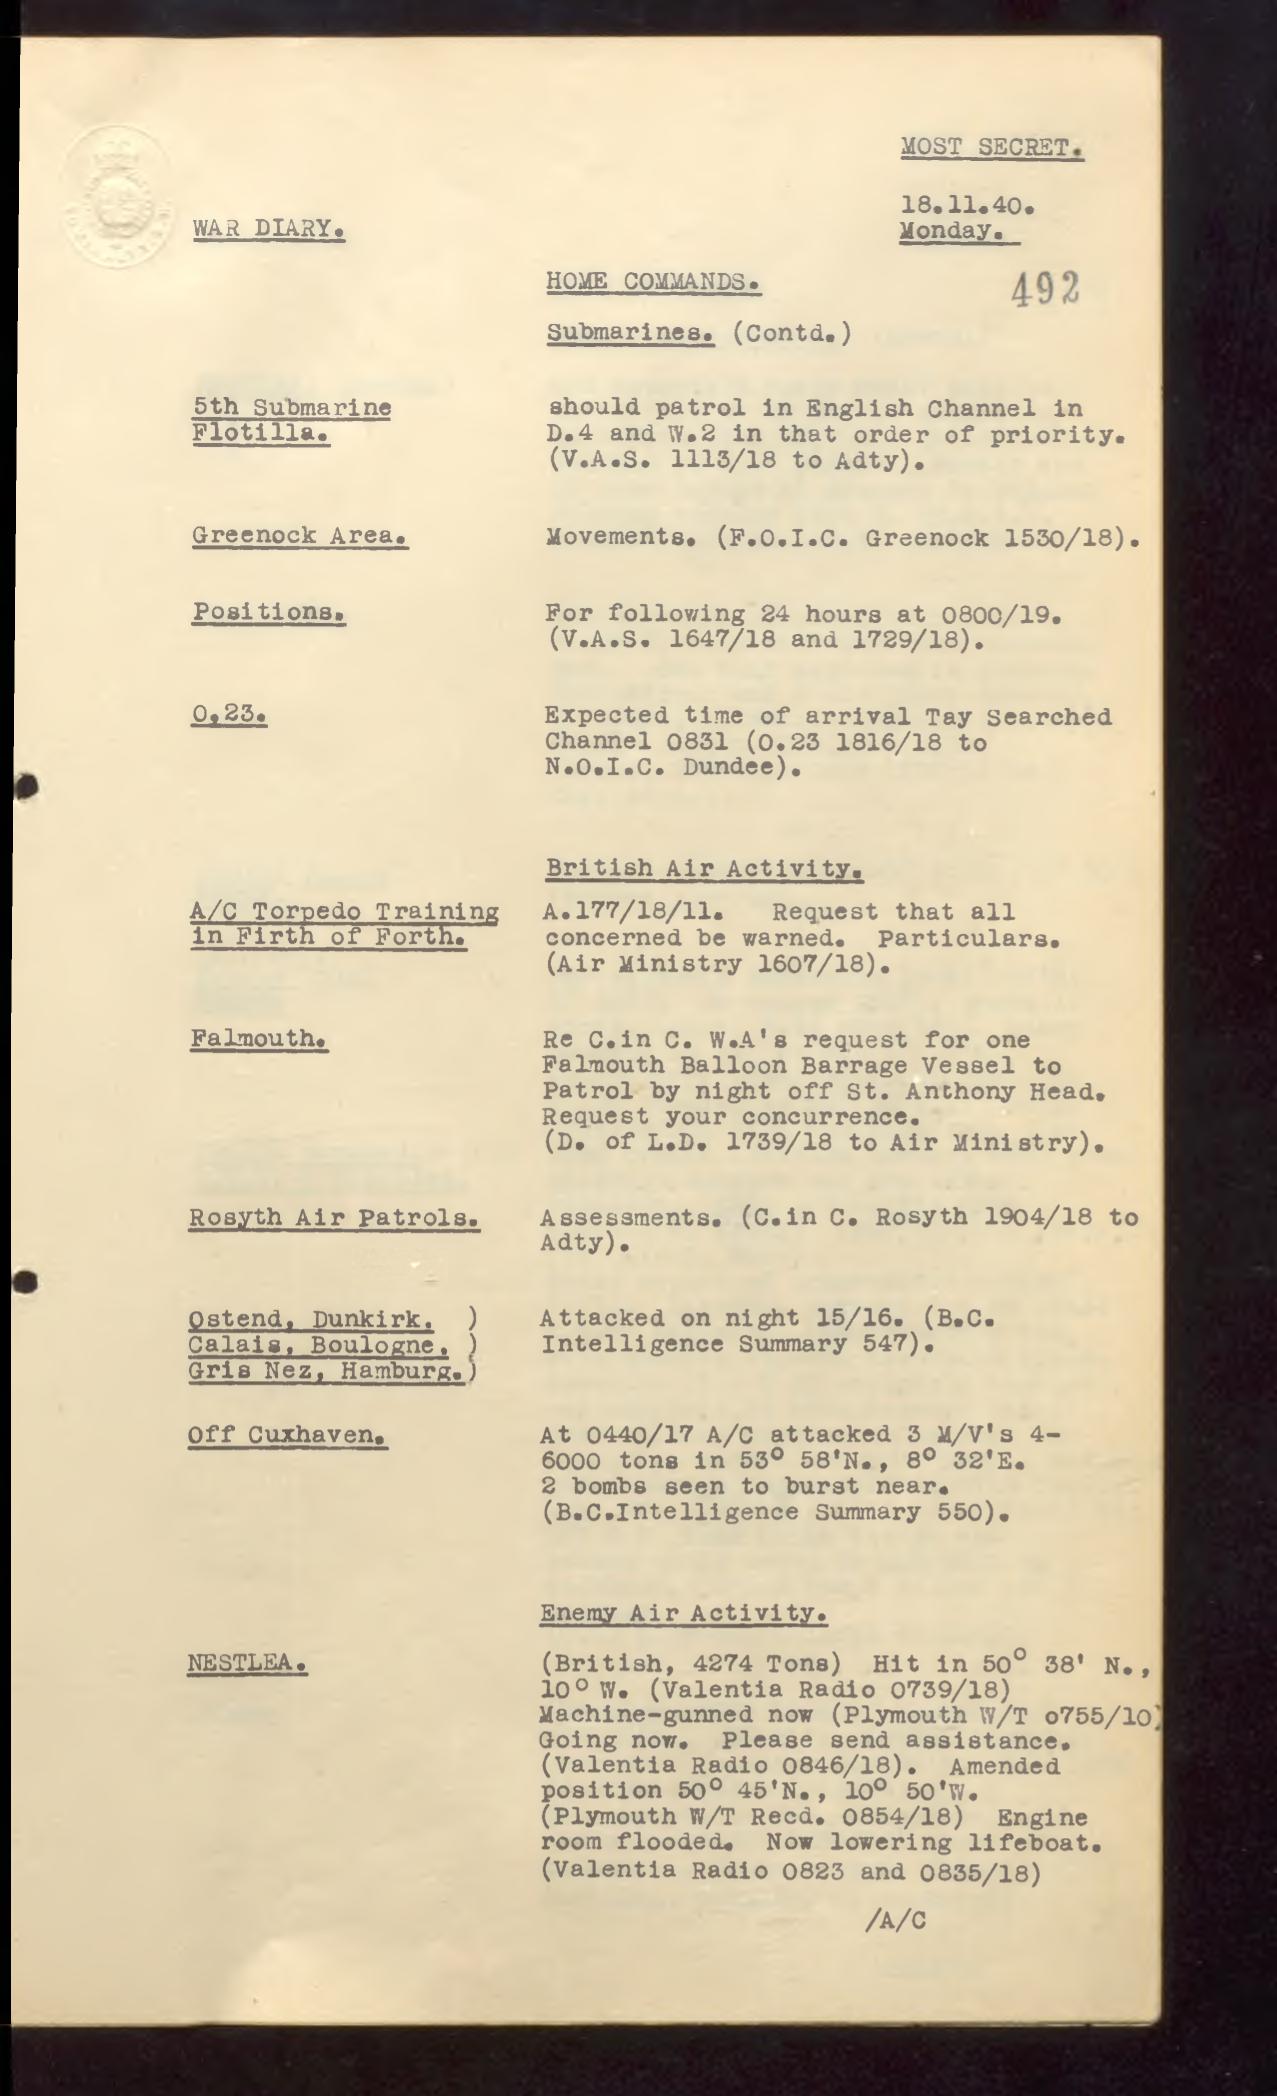 MOST SECRET.
18.11.40.
WAR DIARY.
Monday.
HOME COMMANDS.
492
Submarines. (Contd.)
5th Submarine
Flotilla.
should patrol in English Channel in
D.4 and W.2 in that order of priority.
(V.A.S. 1113/18 to Adty).
Greenock Area.
Movements. (F.O.I.C. Greenock 1530/18).
Positions.
For following 24 hours at 0800/19.
(V.A.S. 1647/18 and 1729/18).
O.23.
Expected time of arrival Tay Searched
Channel 0831 (O.23 1816/18 to
N.O.I.C. Dundee).
British Air Activity.
A/C Torpedo Training
in Firth of Forth.
A.177/18/11. Request that all
concerned be warned. Particulars.
(Air Ministry 1607/18).
Falmouth.
Re C.in C. W.A's request for one
Falmouth Balloon Barrage Vessel to
Patrol by night off St. Anthony Head.
Request your concurrence.
(D. of L.D. 1739/18 to Air Ministry).
Rosyth Air Patrols.
Assessments. (C.in C. Rosyth 1904/18 to
Adty).
Ostend, Dunkirk. )
Calais, Boulogne, )
Gris Nez, Hamburg.)
Attacked on night 15/16. (B.C.
Intelligence Summary 547).
Off Cuxhaven.
At 0440/17 A/C attacked 3 M/V's 4-
6000 tons in 53° 58'N., 8° 32'E.
2 bombs seen to burst near.
(B.C.Intelligence Summary 550).
Enemy Air Activity.
NESTLEA.
(British, 4274 Tons) Hit in 50° 38' N.,
10° W. (Valentia Radio 0739/18)
Machine-gunned now (Plymouth W/T o755/10)
Going now. Please send assistance.
(Valentia Radio 0846/18). Amended
position 50° 45'N., 10° 50'W.
(Plymouth W/T Recd. 0854/18) Engine
room flooded. Now lowering lifeboat.
(Valentia Radio 0823 and 0835/18)
/A/C